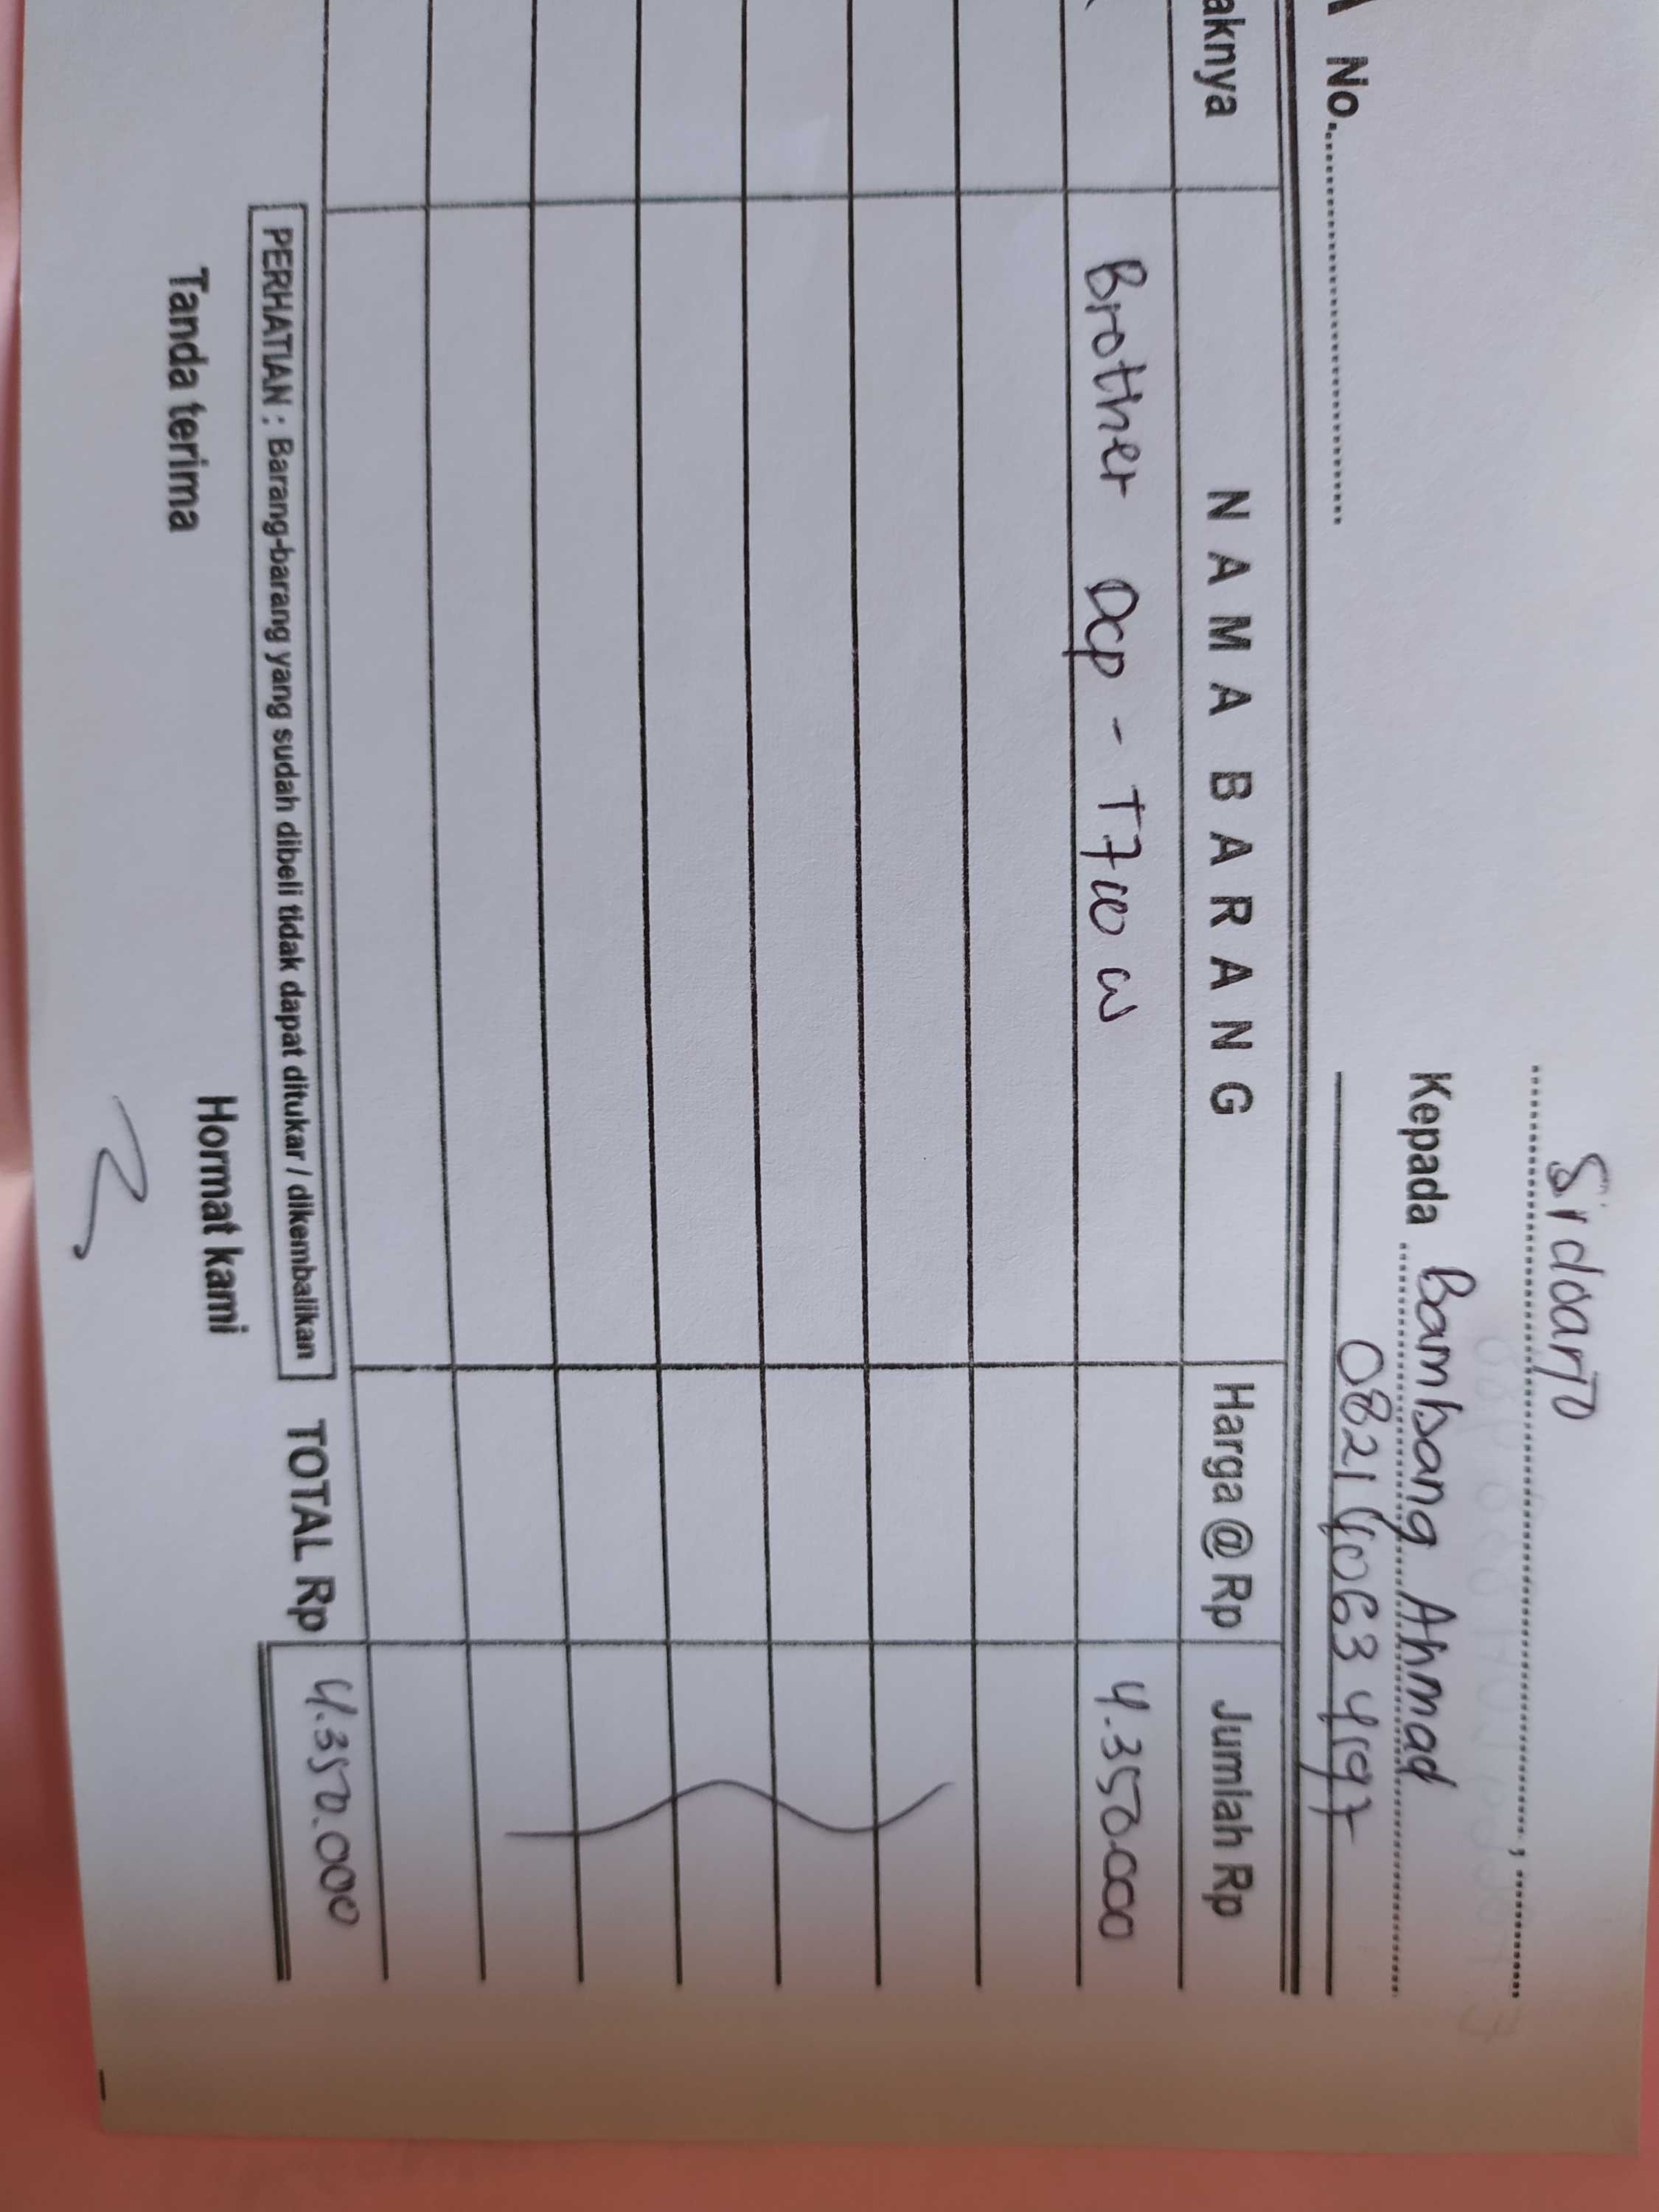 Sidoarjo
........................................ , ............
Kepada Bambang Ahmad
0821 4063 4197
No.
aknya NAMA BARANG Harga @ Rp Jumlah Rp
Brother Dcp - T700 W 4.350.000
PERHATIAN : Barang-barang yang sudah dibeli tidak dapat ditukar / dikembalikan TOTAL Rp 4.350.000
Tanda terima Hormat kami